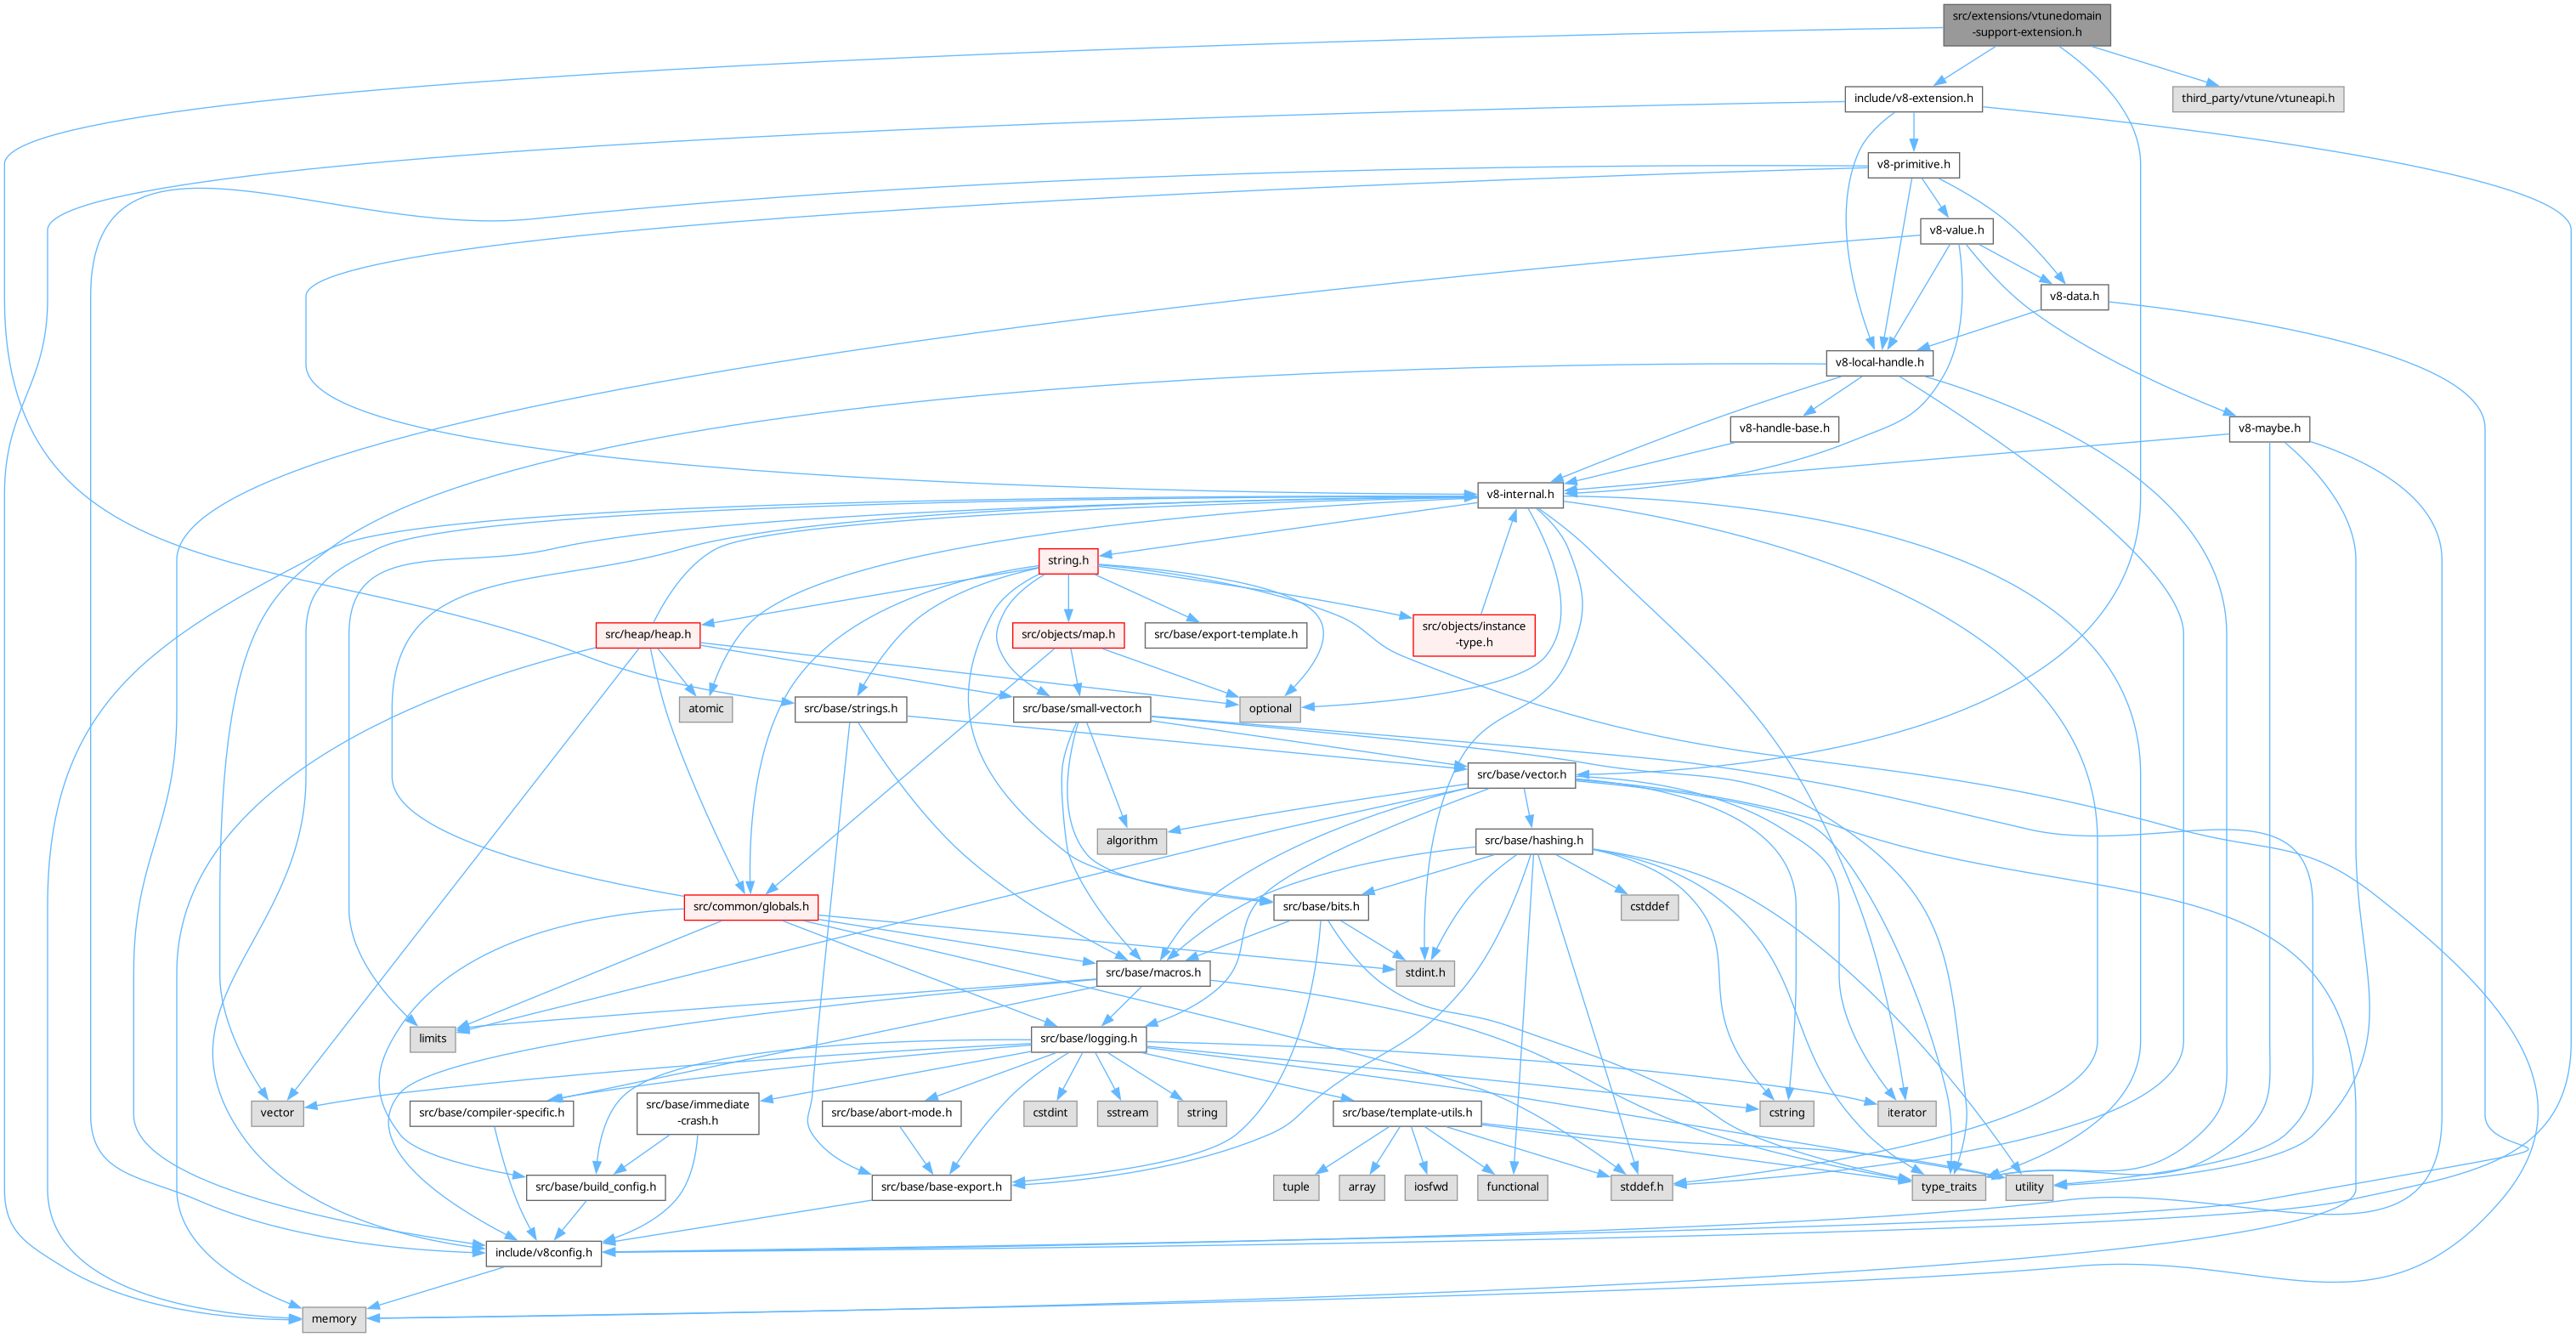 src/extensions/vtunedomain
-support-extension.h
include/v8-extension.h
third_party/vtune/vtuneapi.h
v8-primitive.h
v8-value.h
v8-data.h
v8-local-handle.h
v8-handle-base.h
v8-maybe.h
v8-internal.h
string.h
src/heap/heap.h
src/objects/map.h
src/base/export-template.h
src/objects/instance
-type.h
atomic
src/base/strings.h
src/base/small-vector.h
optional
src/base/vector.h
algorithm
src/base/hashing.h
src/common/globals.h
src/base/bits.h
cstddef
src/base/macros.h
stdint.h
limits
src/base/logging.h
vector
src/base/compiler-specific.h
src/base/immediate
-crash.h
src/base/abort-mode.h
cstdint
sstream
string
src/base/template-utils.h
cstring
iterator
src/base/build_config.h
src/base/base-export.h
tuple
array
iosfwd
functional
stddef.h
type_traits
utility
include/v8config.h
memory